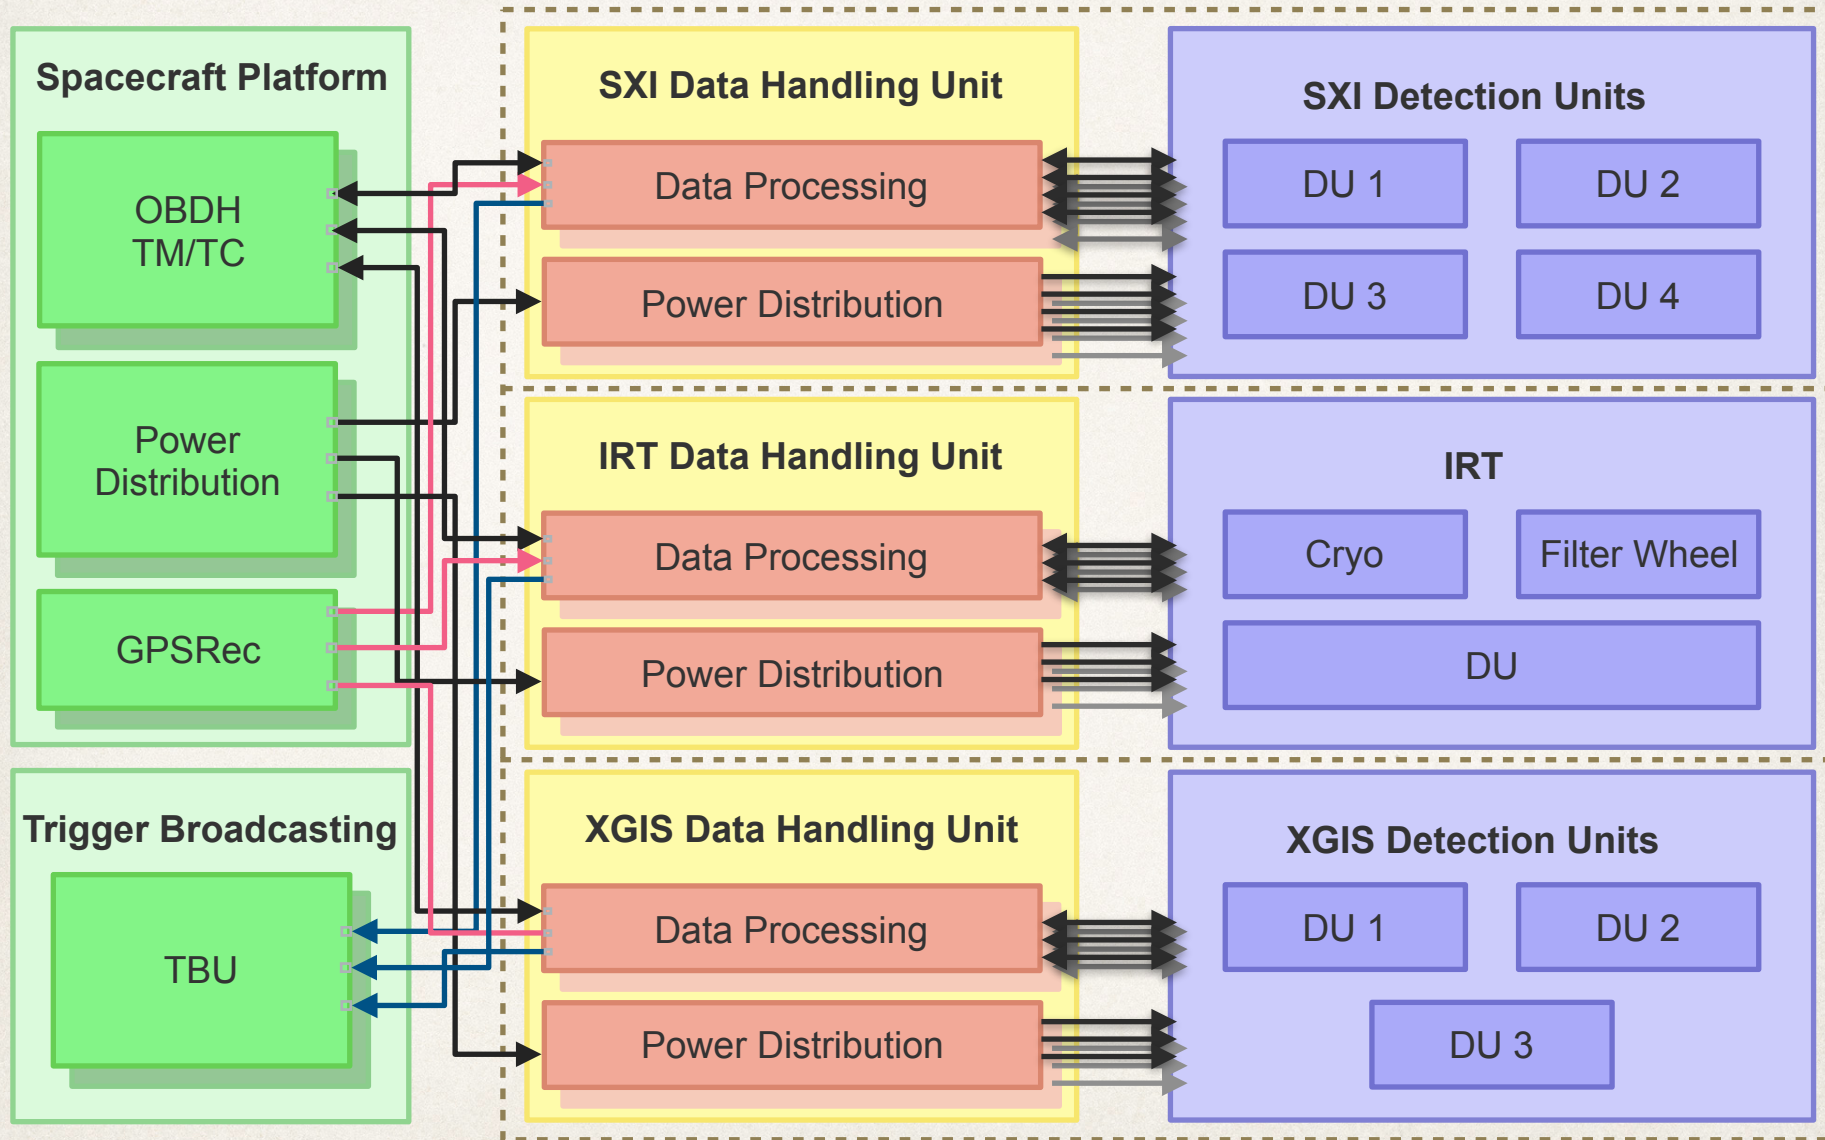 Spacecraft Platform
OBDH
TM/TC
Power
Distribution
GPSRec
Trigger Broadcasting
TBU
SXI Data Handling Unit
Data Processing
Power Distribution
SXI Detection Units
DU 1
DU 2
DU 3
DU 4
IRT Data Handling Unit
Data Processing
Power Distribution
IRT
Cryo
Filter Wheel
DU
XGIS Data Handling Unit
Data Processing
Power Distribution
XGIS Detection Units
DU 1
DU 2
DU 3